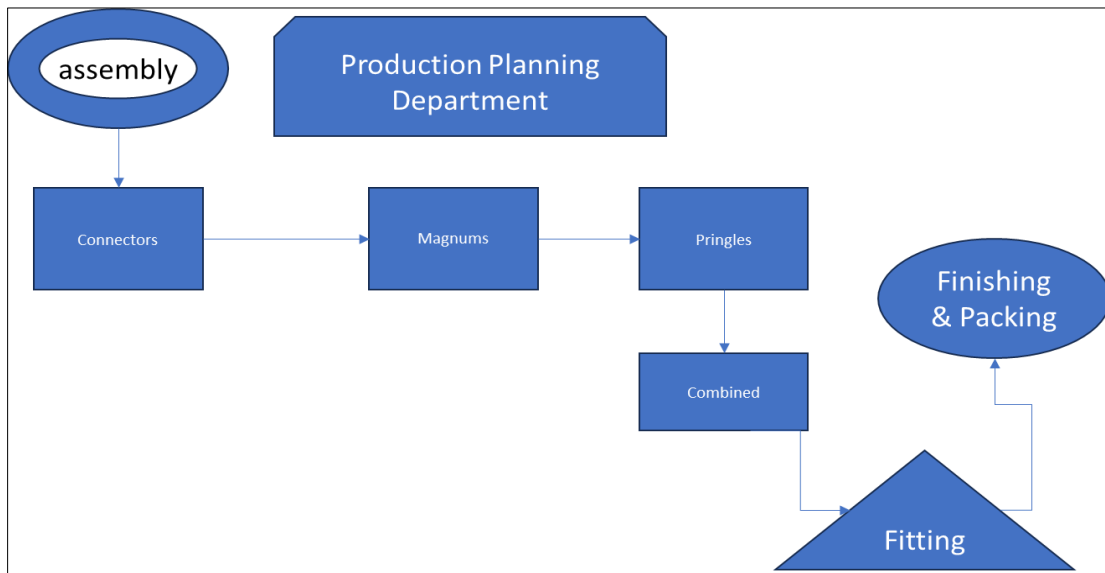 assembly
Production Planning
Department
Connectors
Magnums
Pringles
Finishing
& Packing
Combined
Fitting